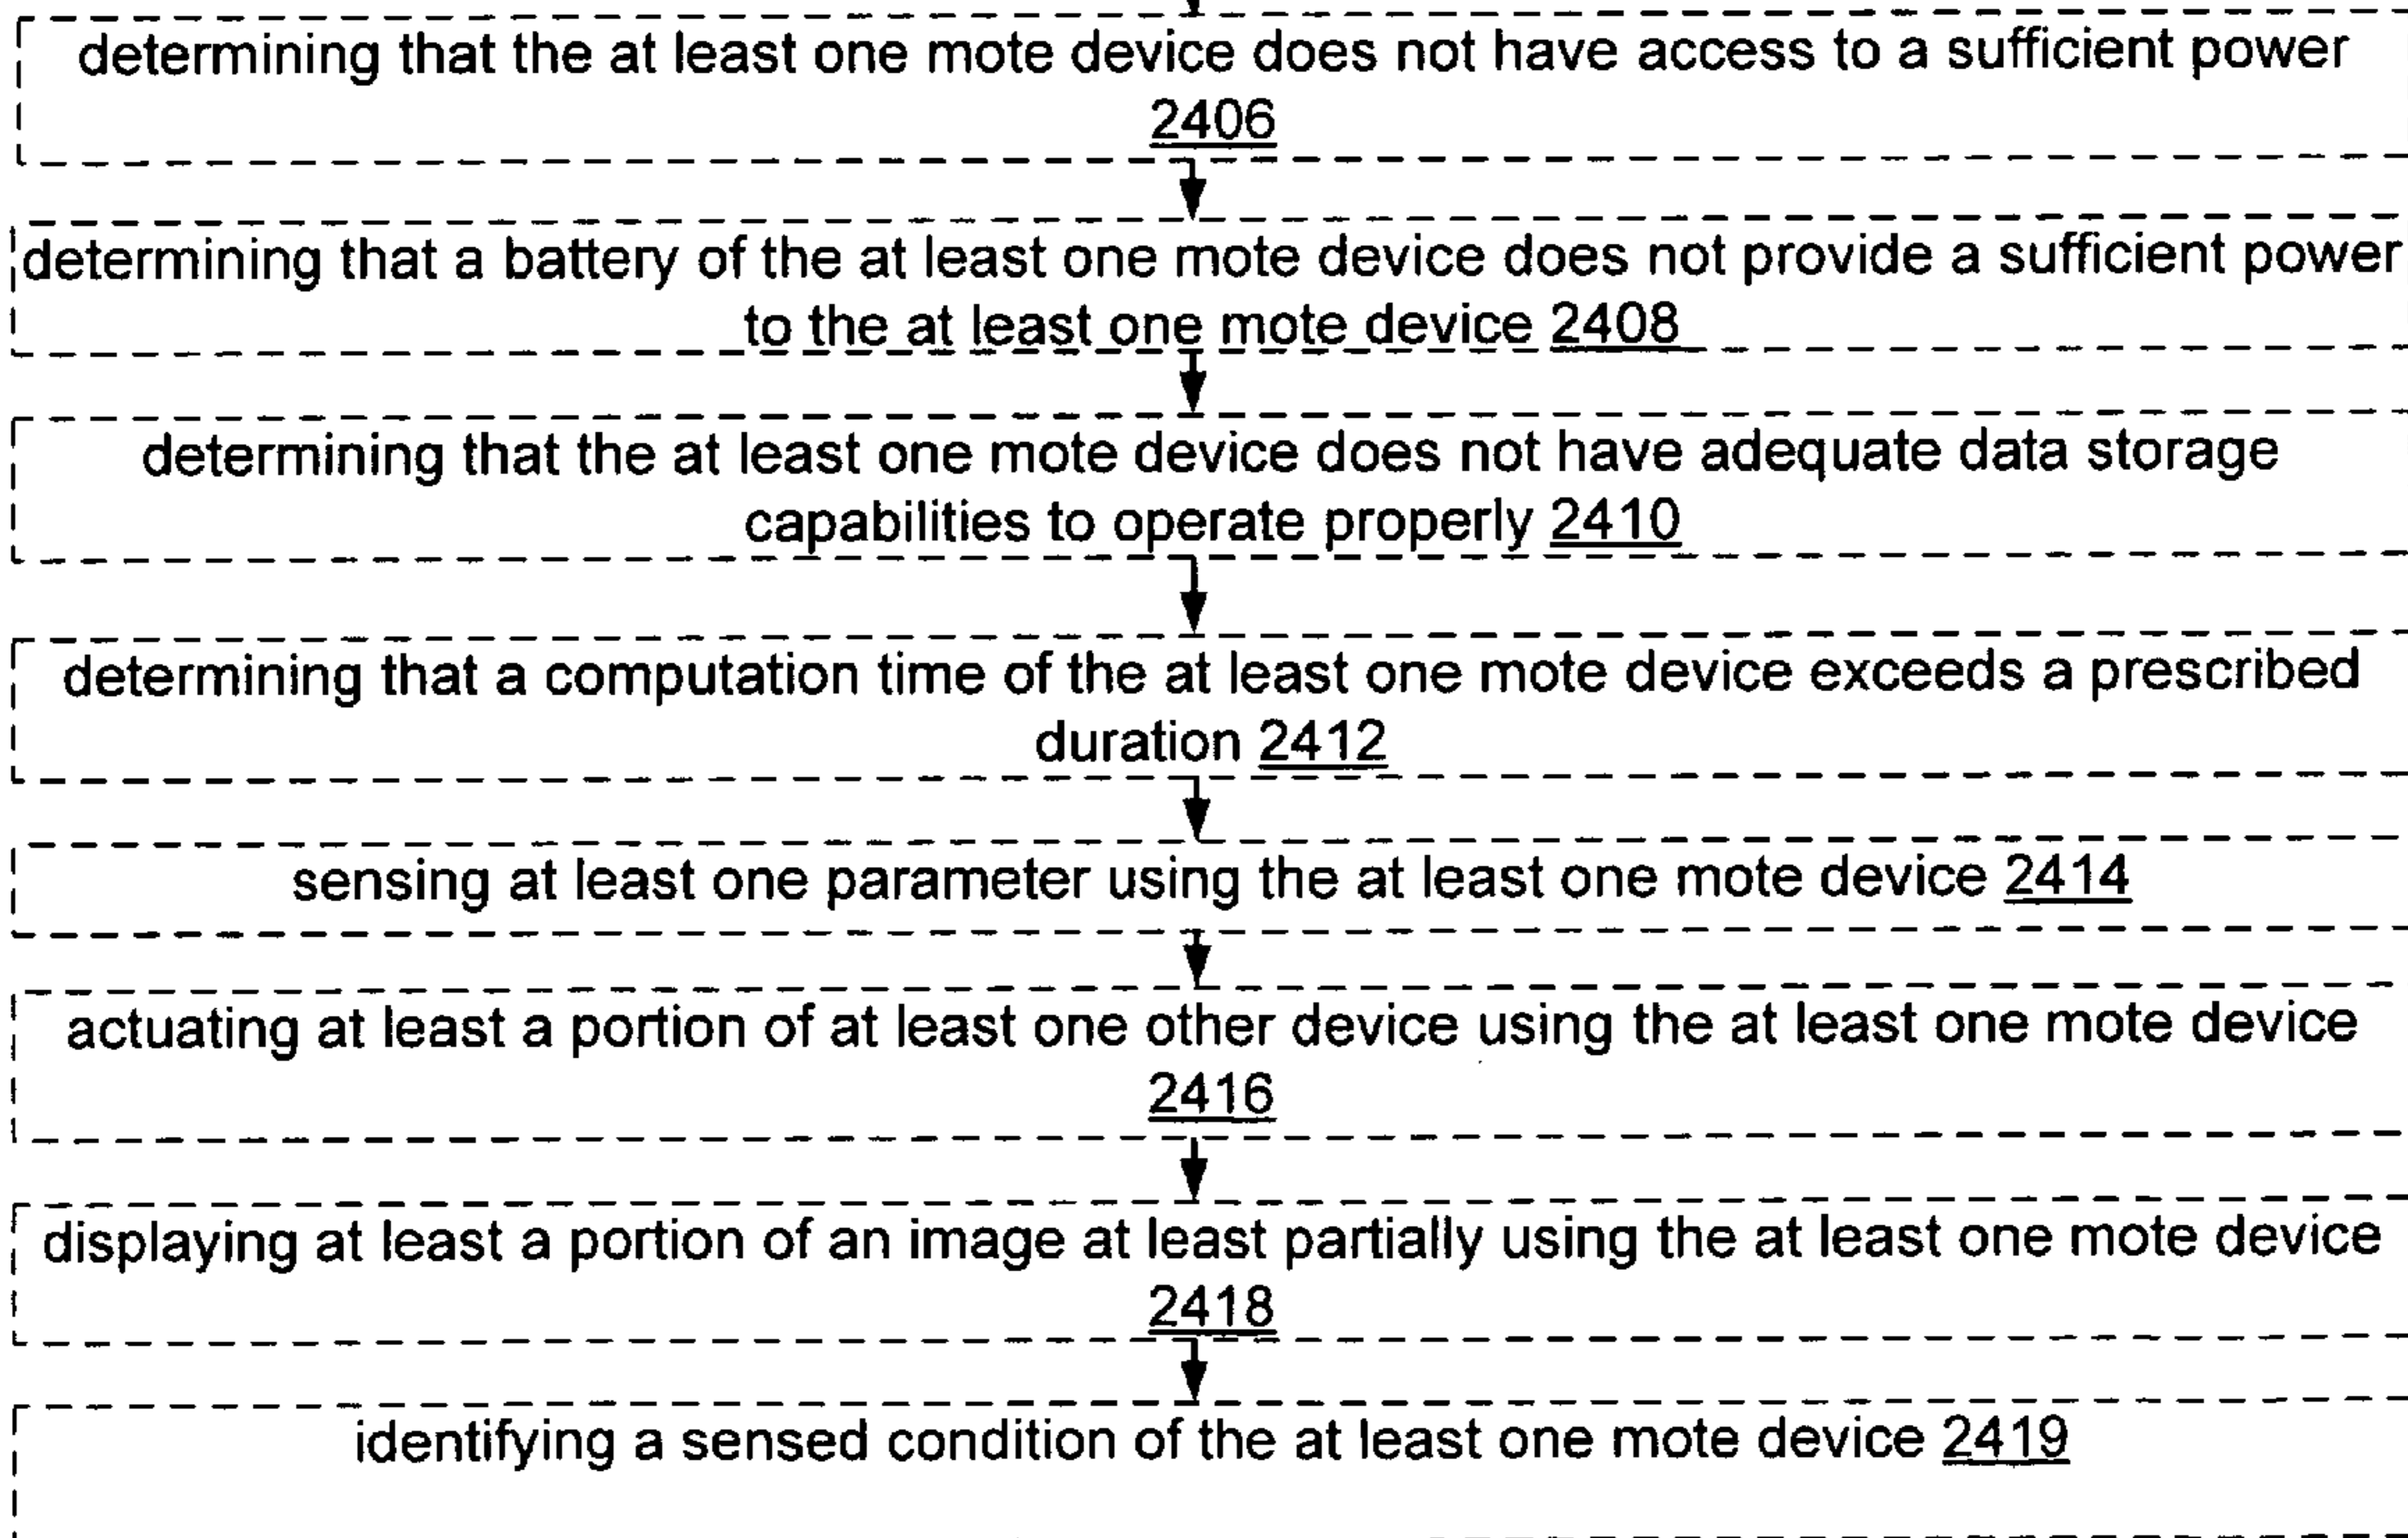 determining that the at least one mote device does not have access to a sufficient power
2406
determining that a battery of the at least one mote device does not provide a sufficient power
to the at least one mote device 2408
determining that the at least one mote device does not have adequate data storage
capabilities to operate properly 2410
determining that a computation time of the at least one mote device exceeds a prescribed
duration 2412
sensing at least one parameter using the at least one mote device 2414
actuating at least a portion of at least one other device using the at least one mote device
2416
displaying at least a portion of an image at least partially using the at least one mote device
2418
identifying a sensed condition of the at least one mote device 2419